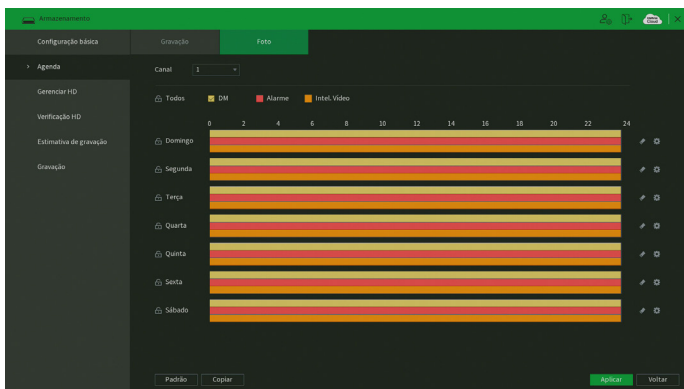 Armazenamento
Configuração básica
Gravação
Foto
Agenda
Canal
1
Gerenciar HD
Todos
DM
Alarme
Intel. Vídeo
Verificação HD
0 2 4 6 8 10 12 14 16 18 20 22 24
Estimativa de gravação
Domingo
Gravação
Segunda
Terça
Quarta
Quinta
Sexta
Sábado
Padrão
Copiar
Aplicar
Voltar